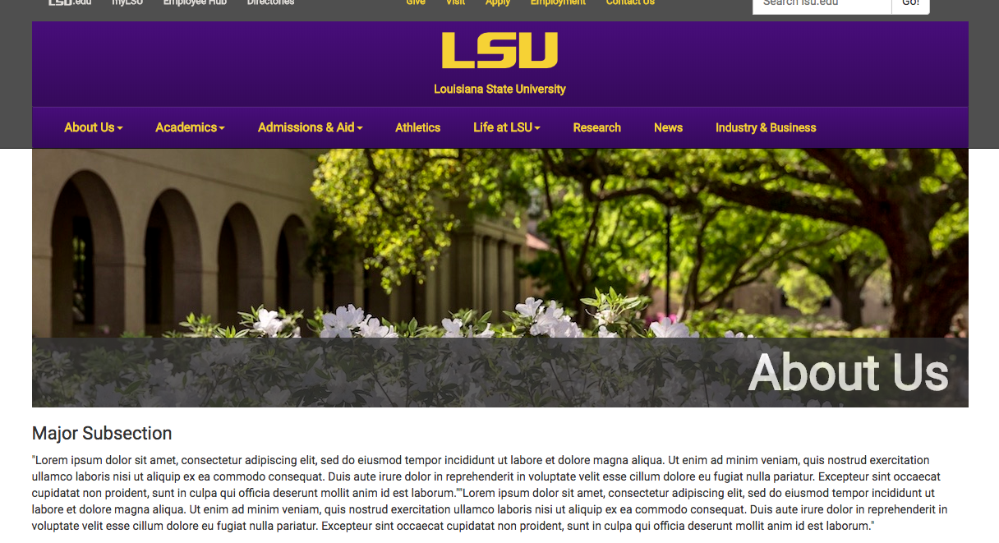 LSU.edu myLSU Employee Hub Directories Give Visit Apply Employment Contact Us Search lsu.edu Go!
LSU
Louisiana State University
About Us Academics Admissions & Aid Athletics Life at LSU Research News Industry & Business
About Us
Major Subsection
"Lorem ipsum dolor sit amet, consectetur adipiscing elit, sed do eiusmod tempor incididunt ut labore et dolore magna aliqua. Ut enim ad minim veniam, quis nostrud exercitation
ullamco laboris nisi ut aliquip ex ea commodo consequat. Duis aute irure dolor in reprehenderit in voluptate velit esse cillum dolore eu fugiat nulla pariatur. Excepteur sint occaecat
cupidatat non proident, sunt in culpa qui officia deserunt mollit anim id est laborum.""Lorem ipsum dolor sit amet, consectetur adipiscing elit, sed do eiusmod tempor incididunt ut
labore et dolore magna aliqua. Ut enim ad minim veniam, quis nostrud exercitation ullamco laboris nisi ut aliquip ex ea commodo consequat. Duis aute irure dolor in reprehenderit in
voluptate velit esse cillum dolore eu fugiat nulla pariatur. Excepteur sint occaecat cupidatat non proident, sunt in culpa qui officia deserunt mollit anim id est laborum."